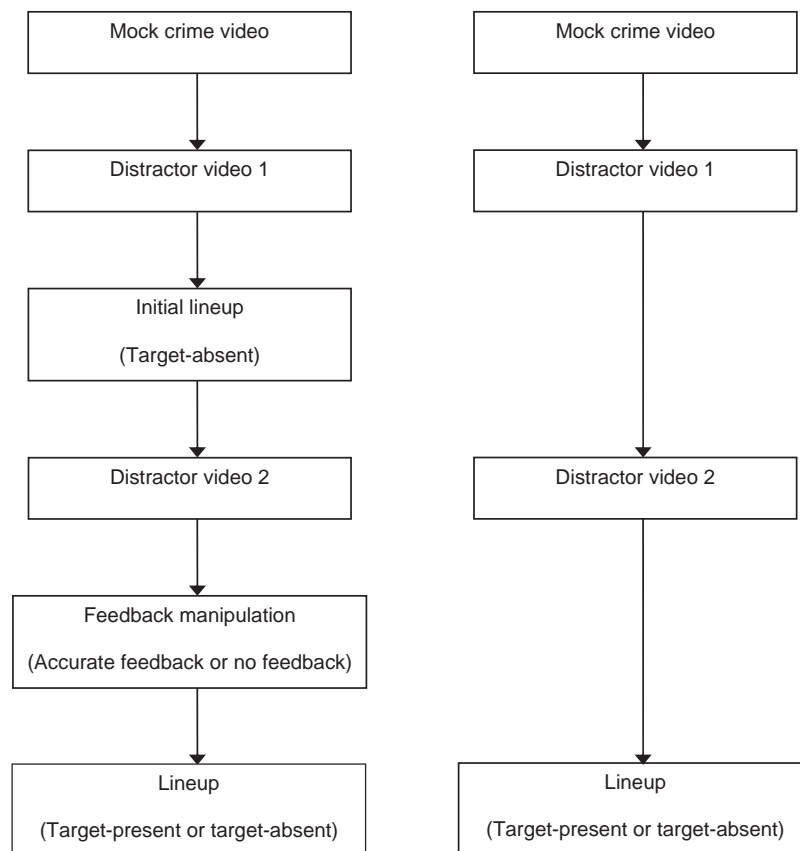 Mock crime video
Distractor video 1
Initial lineup
(Target-absent)
Distractor video 2
Feedback manipulation
(Accurate feedback or no feedback)
Lineup
(Target-present or target-absent)
Mock crime video
Distractor video 1
Distractor video 2
Lineup
(Target-present or target-absent)